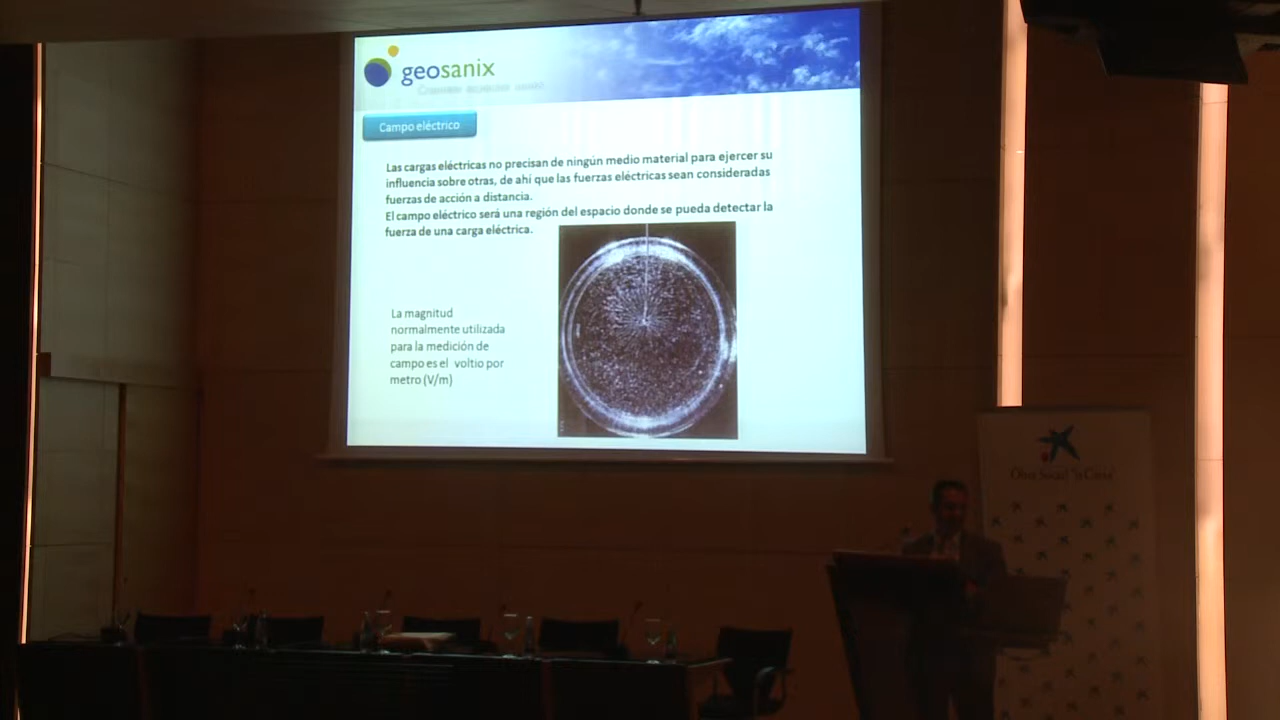 geosanix
Campo eléctrico
Las cargas eléctricas no precisan de ningún medio material para ejercer su
influencia sobre otras, de ahí que las fuerzas eléctricas sean consideradas
fuerzas de acción a distancia.
El campo eléctrico será una región del espacio donde se pueda detectar la
fuerza de una carga eléctrica.
La magnitud
normalmente utilizada
para la medición de
campo es el voltio por
metro (V/m)
Obra Social "la Caixa"